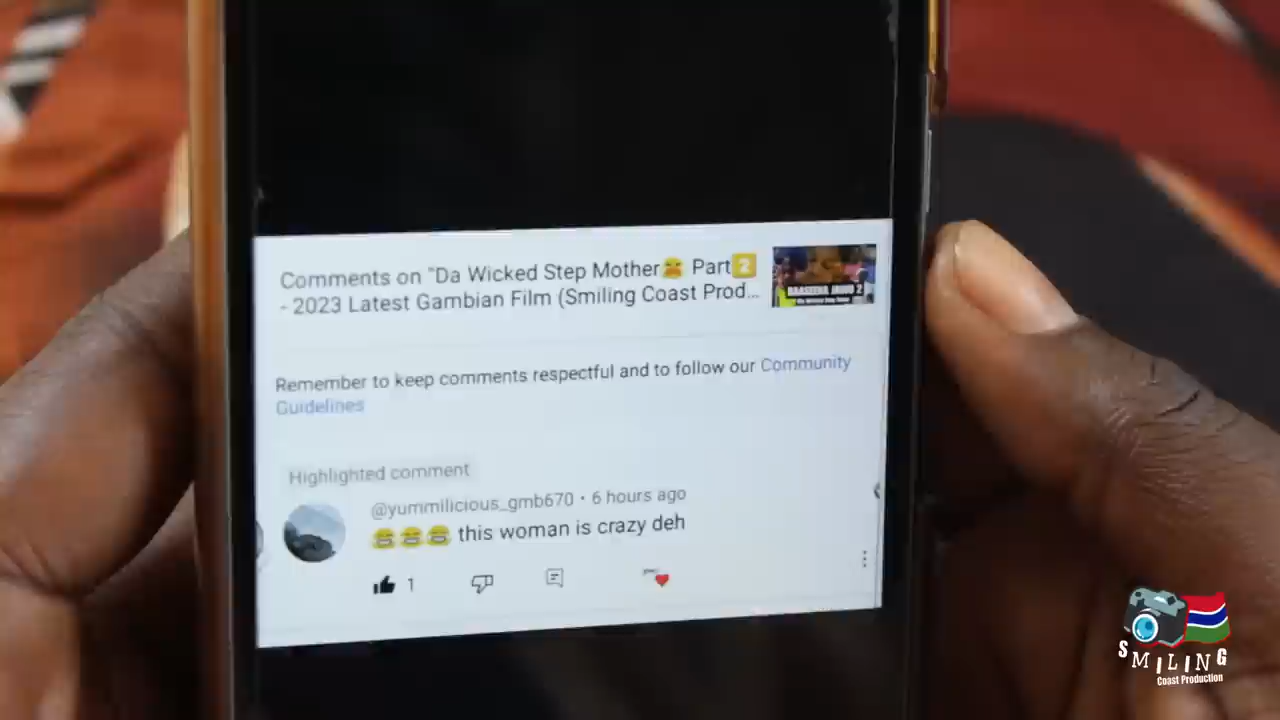 Comments on "Da Wicked Step Mother😫 Part2️⃣
- 2023 Latest Gambian Film (Smiling Coast Prod...
Remember to keep comments respectful and to follow our Community
Guidelines
Highlighted comment
@yummilicious_gmb670 · 6 hours ago
😂😂😂 this woman is crazy deh
1
SMILING
Coast Production